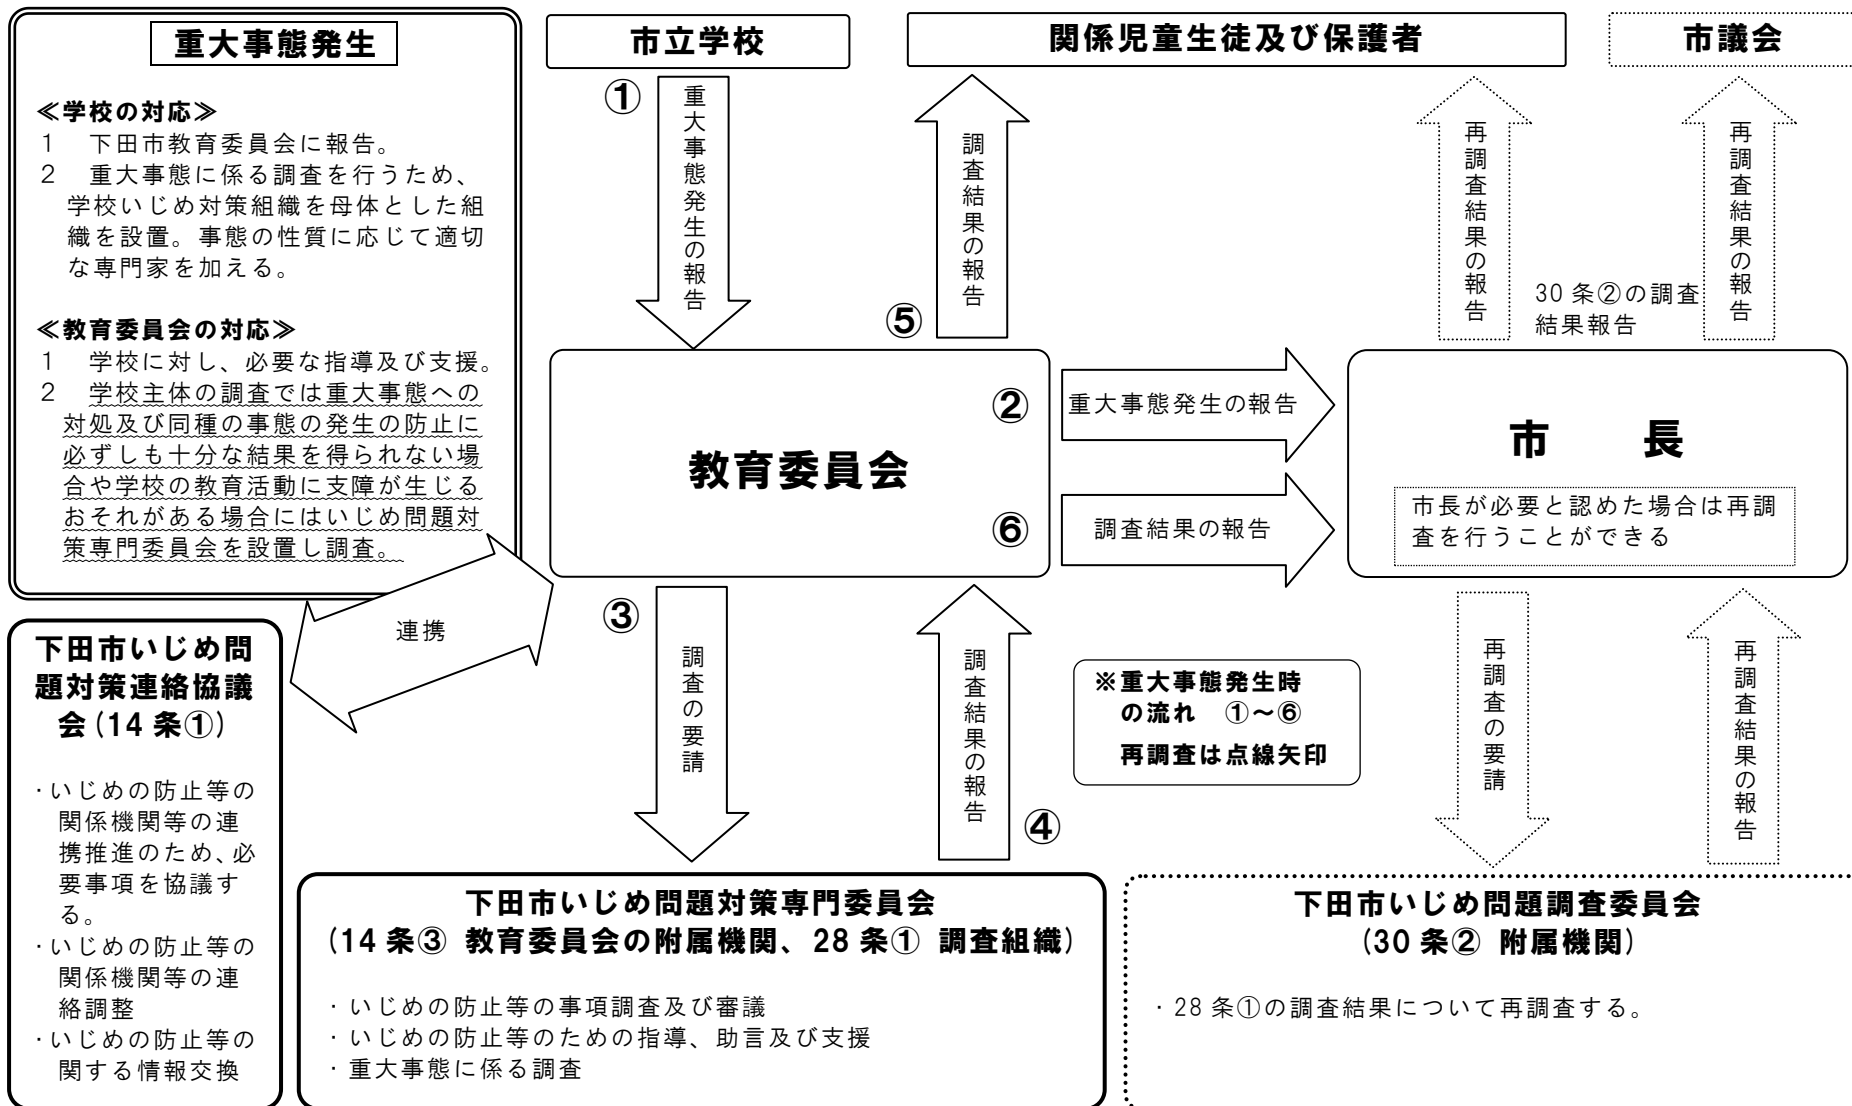 重大事態発生
≪学校の対応≫
1 下田市教育委員会に報告。
2 重大事態に係る調査を行うため、
学校いじめ対策組織を母体とした組
織を設置。事態の性質に応じて適切
な専門家を加える。
≪教育委員会の対応≫
1 学校に対し、必要な指導及び支援。
2 学校主体の調査では重大事態への
対処及び同種の事態の発生の防止に
必ずしも十分な結果を得られない場
合や学校の教育活動に支障が生じる
おそれがある場合にはいじめ問題対
策専門委員会を設置し調査。
市立学校
関係児童生徒及び保護者
市議会
①
重大事態発生の報告
調査結果の報告
⑤
再調査結果の報告
30条②の調査
結果報告
再調査結果の報告
教育委員会
②
重大事態発生の報告
⑥
調査結果の報告
市 長
市長が必要と認めた場合は再調
査を行うことができる
連携
③
調査の要請
調査結果の報告
④
※重大事態発生時
の流れ ①～⑥
再調査は点線矢印
再調査の要請
再調査結果の報告
下田市いじめ問
題対策連絡協議
会(14条①)
・いじめの防止等の
関係機関等の連
携推進のため、必
要事項を協議す
る。
・いじめの防止等の
関係機関等の連
絡調整
・いじめの防止等の
関する情報交換
下田市いじめ問題対策専門委員会
(14条③ 教育委員会の附属機関、28条① 調査組織)
・いじめの防止等の事項調査及び審議
・いじめの防止等のための指導、助言及び支援
・重大事態に係る調査
下田市いじめ問題調査委員会
(30条② 附属機関)
・28条①の調査結果について再調査する。